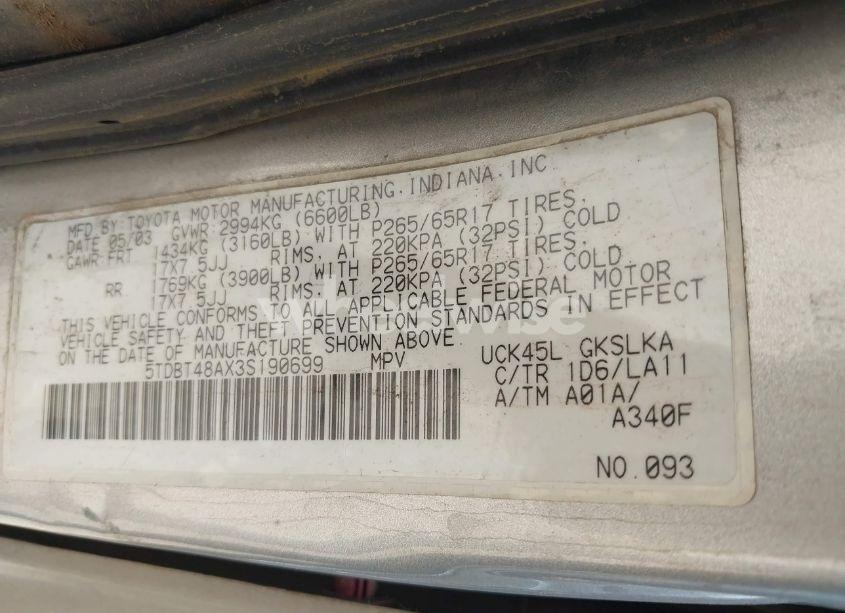 MFD.BY:TOYOTA MOTOR MANUFACTURING.INDIANA.INC
DATE 05/03 GVWR:2994KG (6600LB)
GAWR:FRT 1434KG (3160LB) WITH P265/65R17 TIRES.
17X7.5JJ RIMS. AT 220KPA (32PSI) COLD
RR 1769KG (3900LB) WITH P265/65R17 TIRES.
17X7.5JJ RIMS. AT 220KPA (32PSI) COLD.
THIS VEHICLE CONFORMS TO ALL APPLICABLE FEDERAL MOTOR
VEHICLE SAFETY AND THEFT PREVENTION STANDARDS IN EFFECT
ON THE DATE OF MANUFACTURE SHOWN ABOVE.
5TDBT48AX3S190699 MPV
UCK45L GKSLKA
C/TR 1D6/LA11
A/TM A01A/
A340F
NO.093